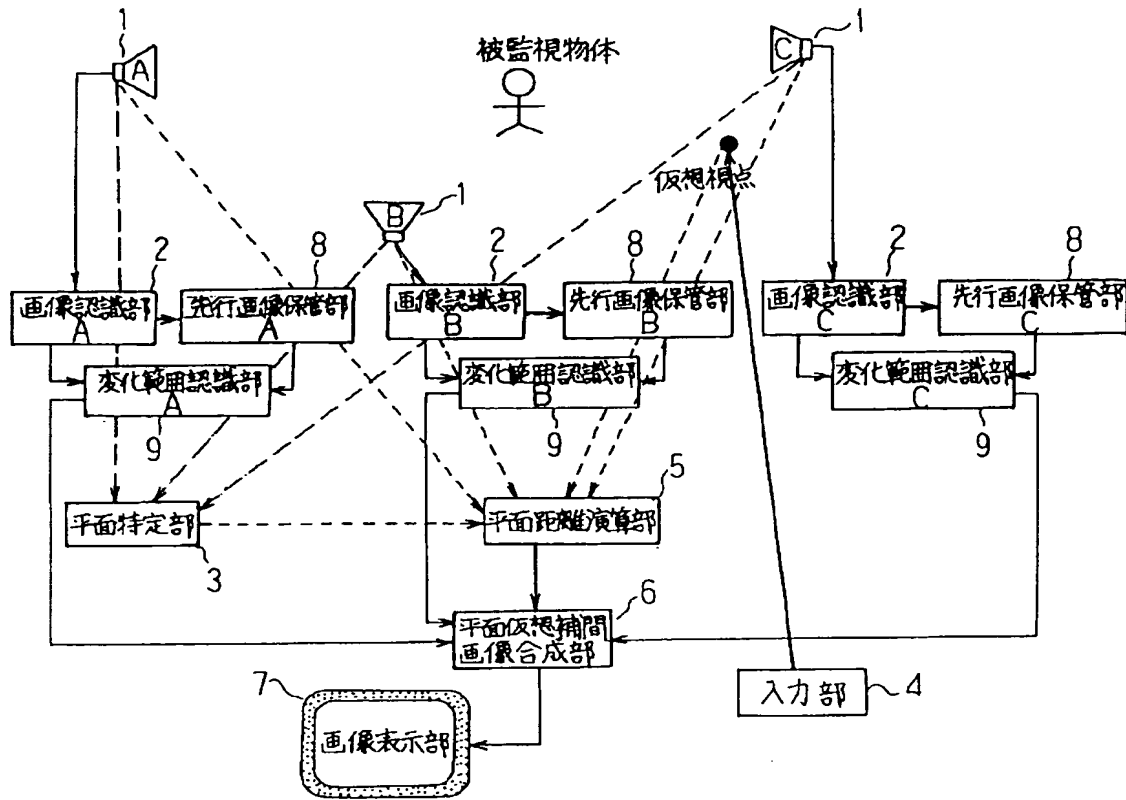 1
A
被監視物体
C
1
仮想視点
B
1
2
8
2
8
2
8
画像認識部
A
先行画像保管部
A
画像認識部
B
先行画像保管部
B
画像認識部
C
先行画像保管部
C
変化範囲認識部
A
変化範囲認識部
B
変化範囲認識部
C
9
9
9
平面特定部
3
5
平面距離演算部
6
平面仮想補間
画像合成部
入力部
4
7
画像表示部